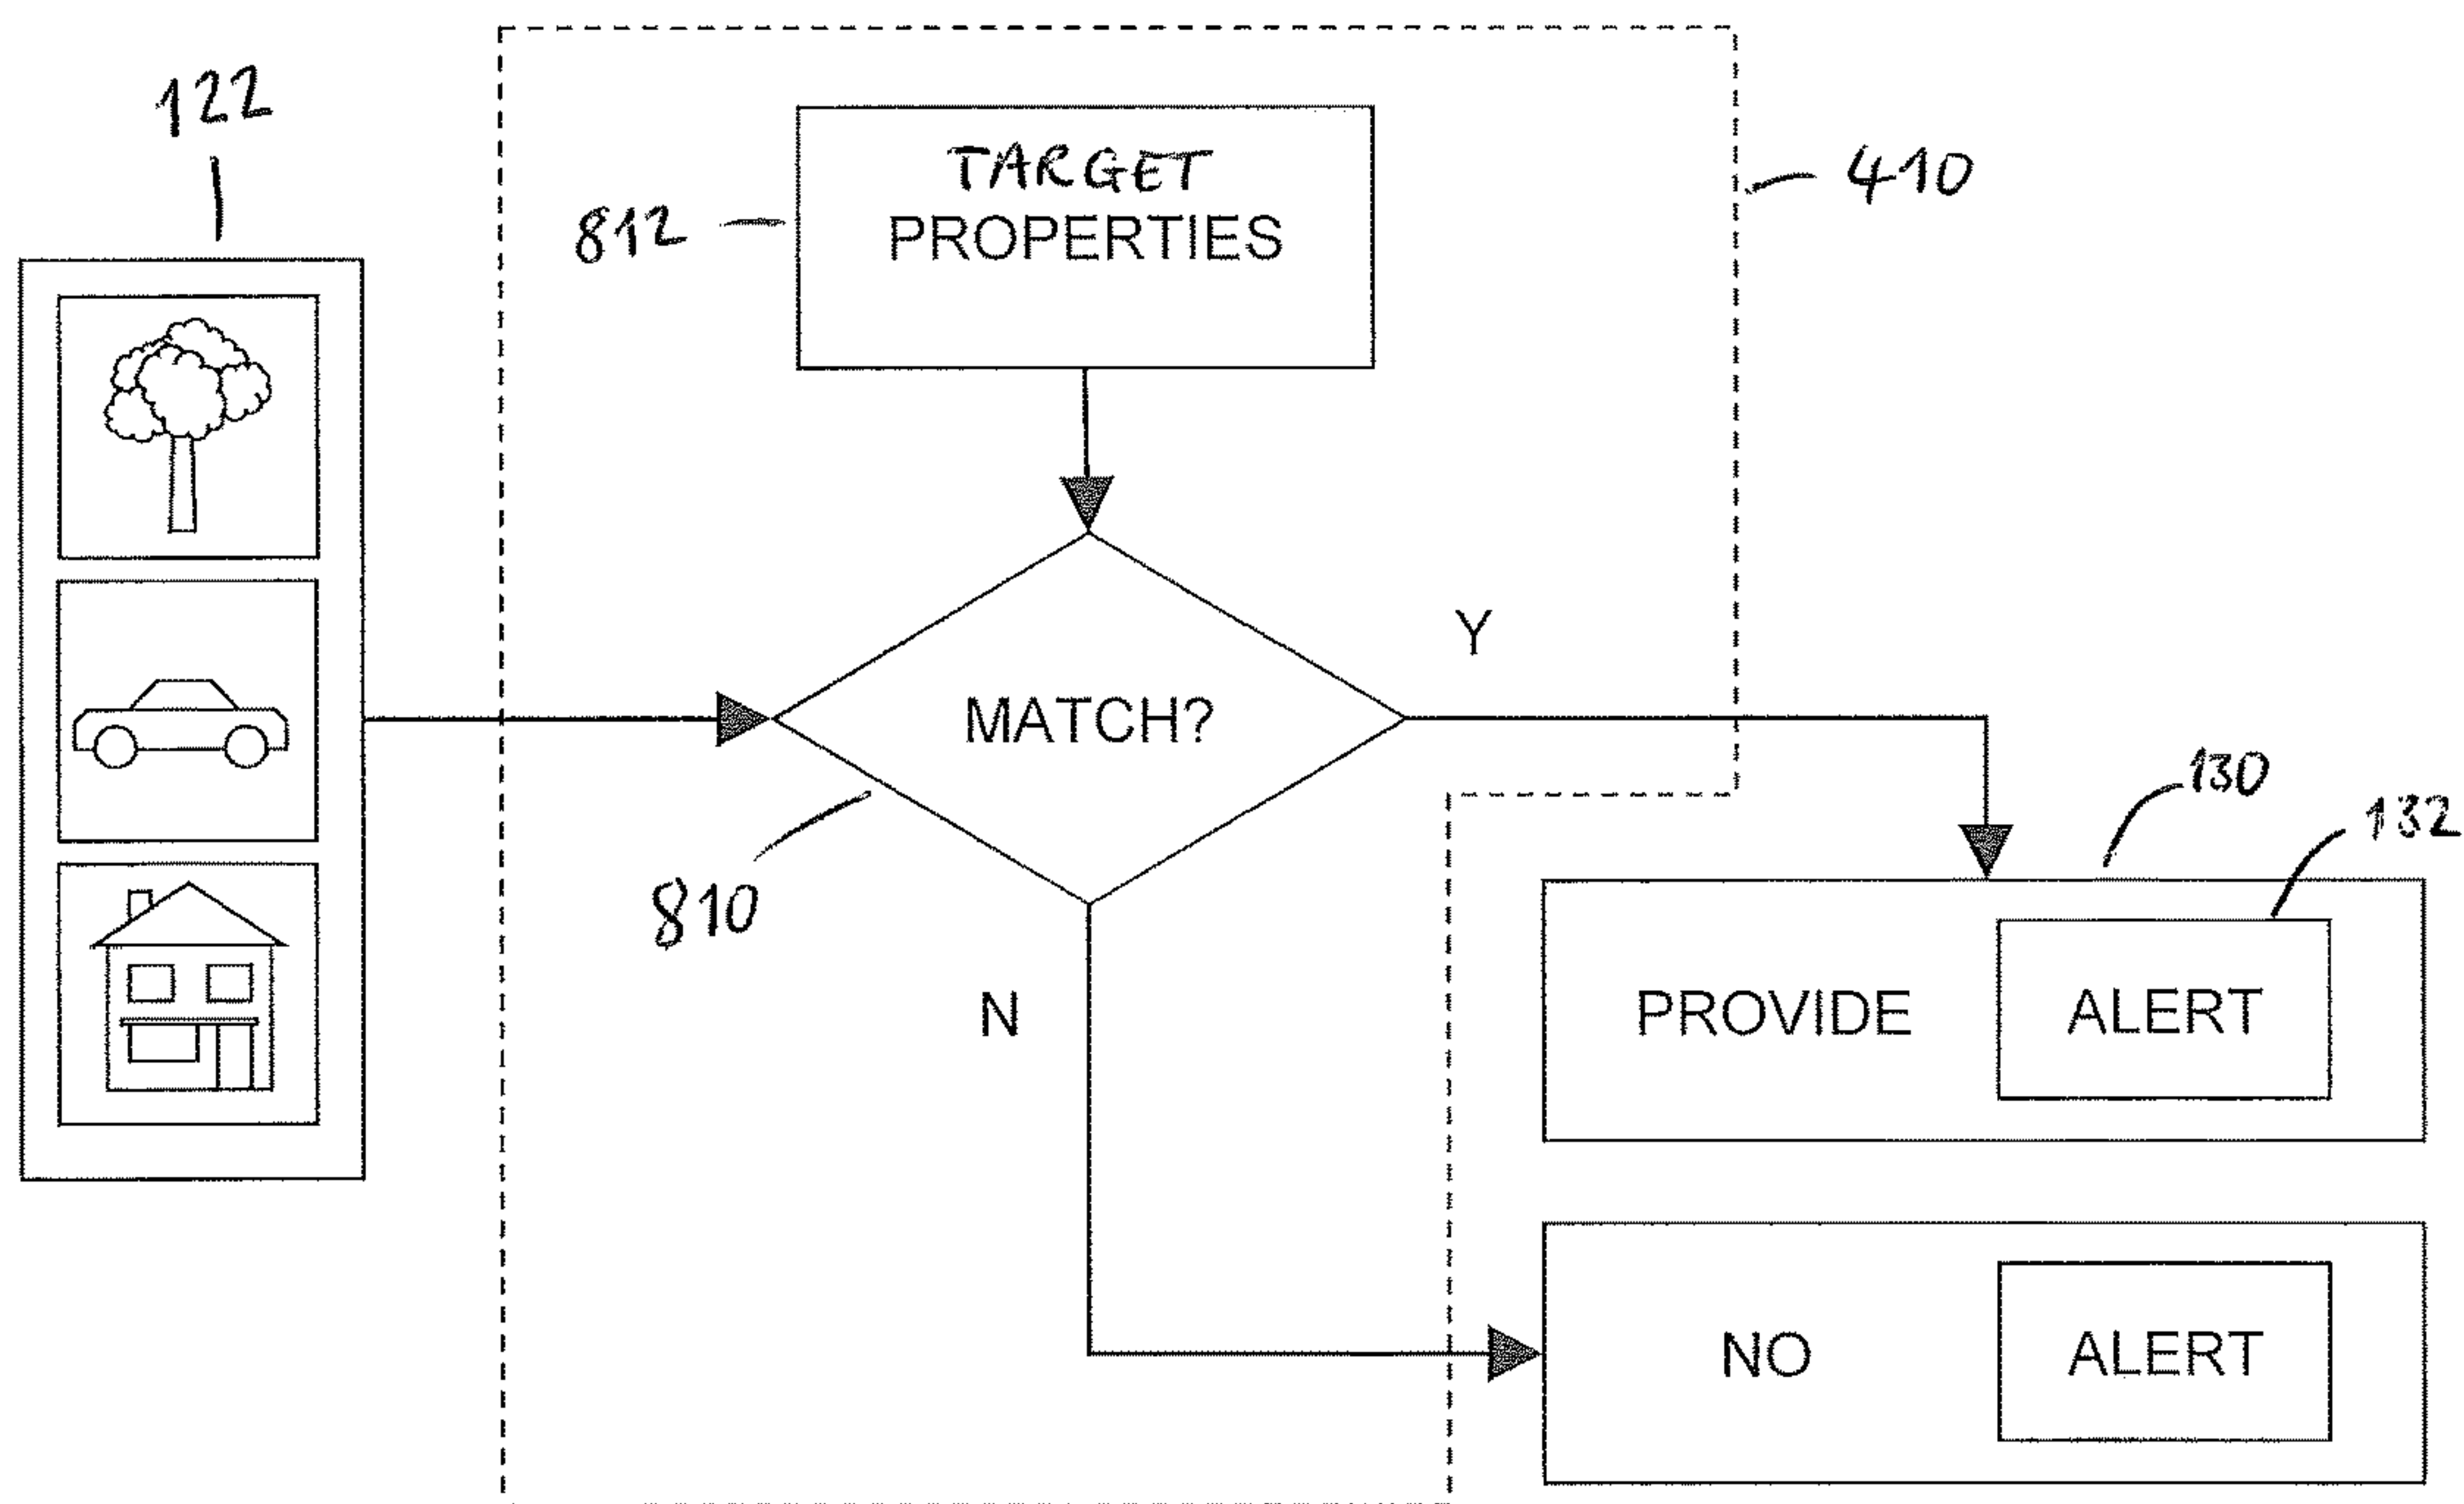 122
TARGET
812
PROPERTIES
410
Y
MATCH?
130
132
810
N
PROVIDE
ALERT
NO
ALERT